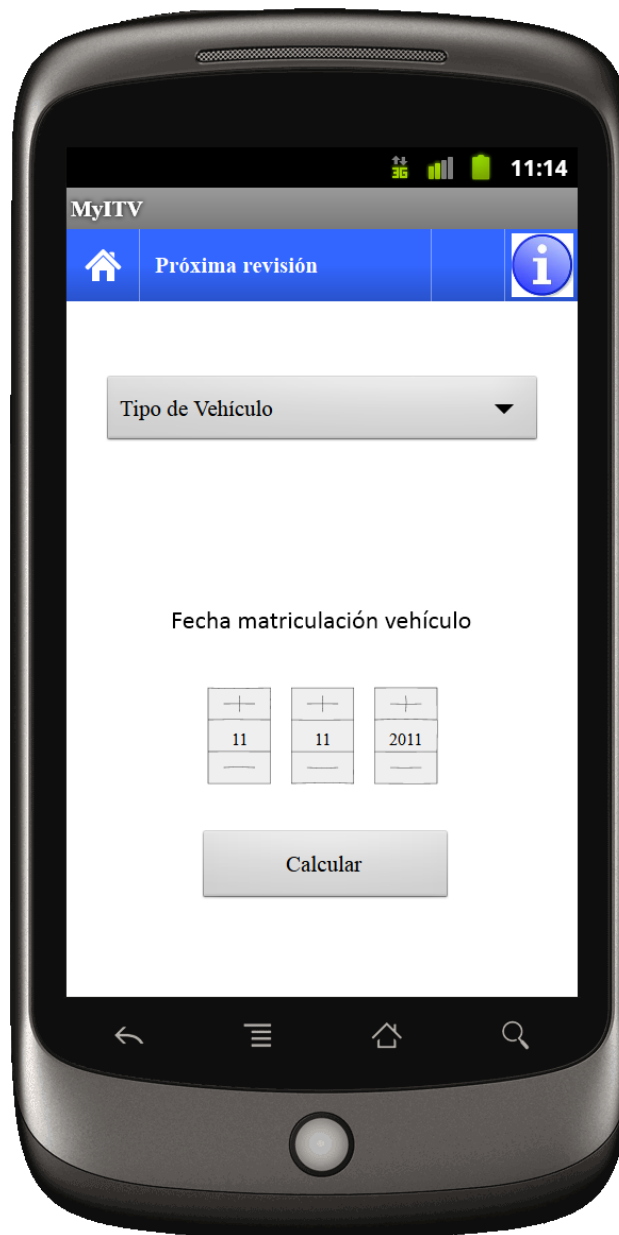 3G 11:14
MyITV
Próxima revisión
Tipo de Vehículo
Fecha matriculación vehículo
11 11 2011
Calcular